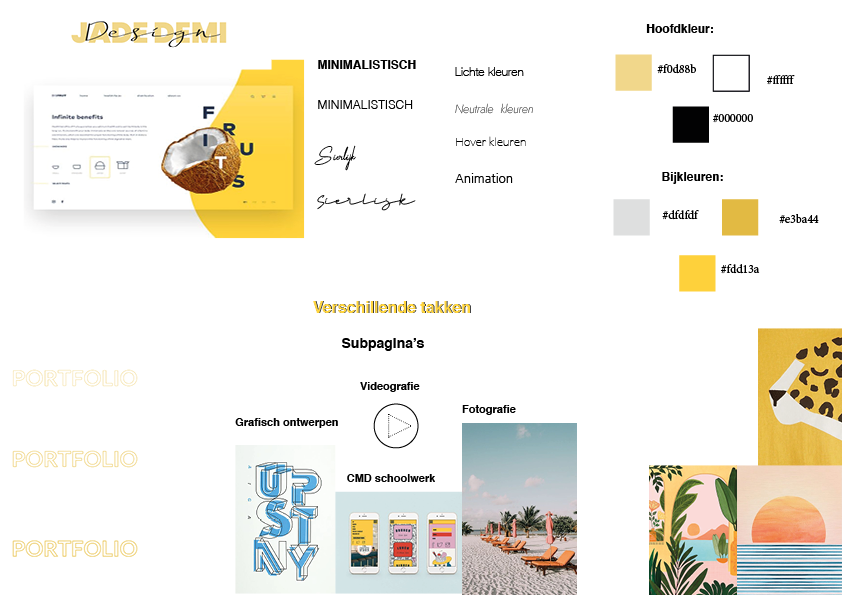 JADE DEMI
Design
Infinite benefits
F
R
U
I
T
U
S
MINIMALISTISCH
MINIMALISTISCH
Sierlijk
Sierlijk
Lichte kleuren
Neutrale kleuren
Hover kleuren
Animation
Hoofdkleur:
#f0d88b
#ffffff
#000000
Bijkleuren:
#dfdfdf
#e3ba44
#fdd13a
Verschillende takken
Subpagina's
PORTFOLIO
PORTFOLIO
PORTFOLIO
Videografie
Grafisch ontwerpen
Fotografie
CMD schoolwerk
UP
STI
NY